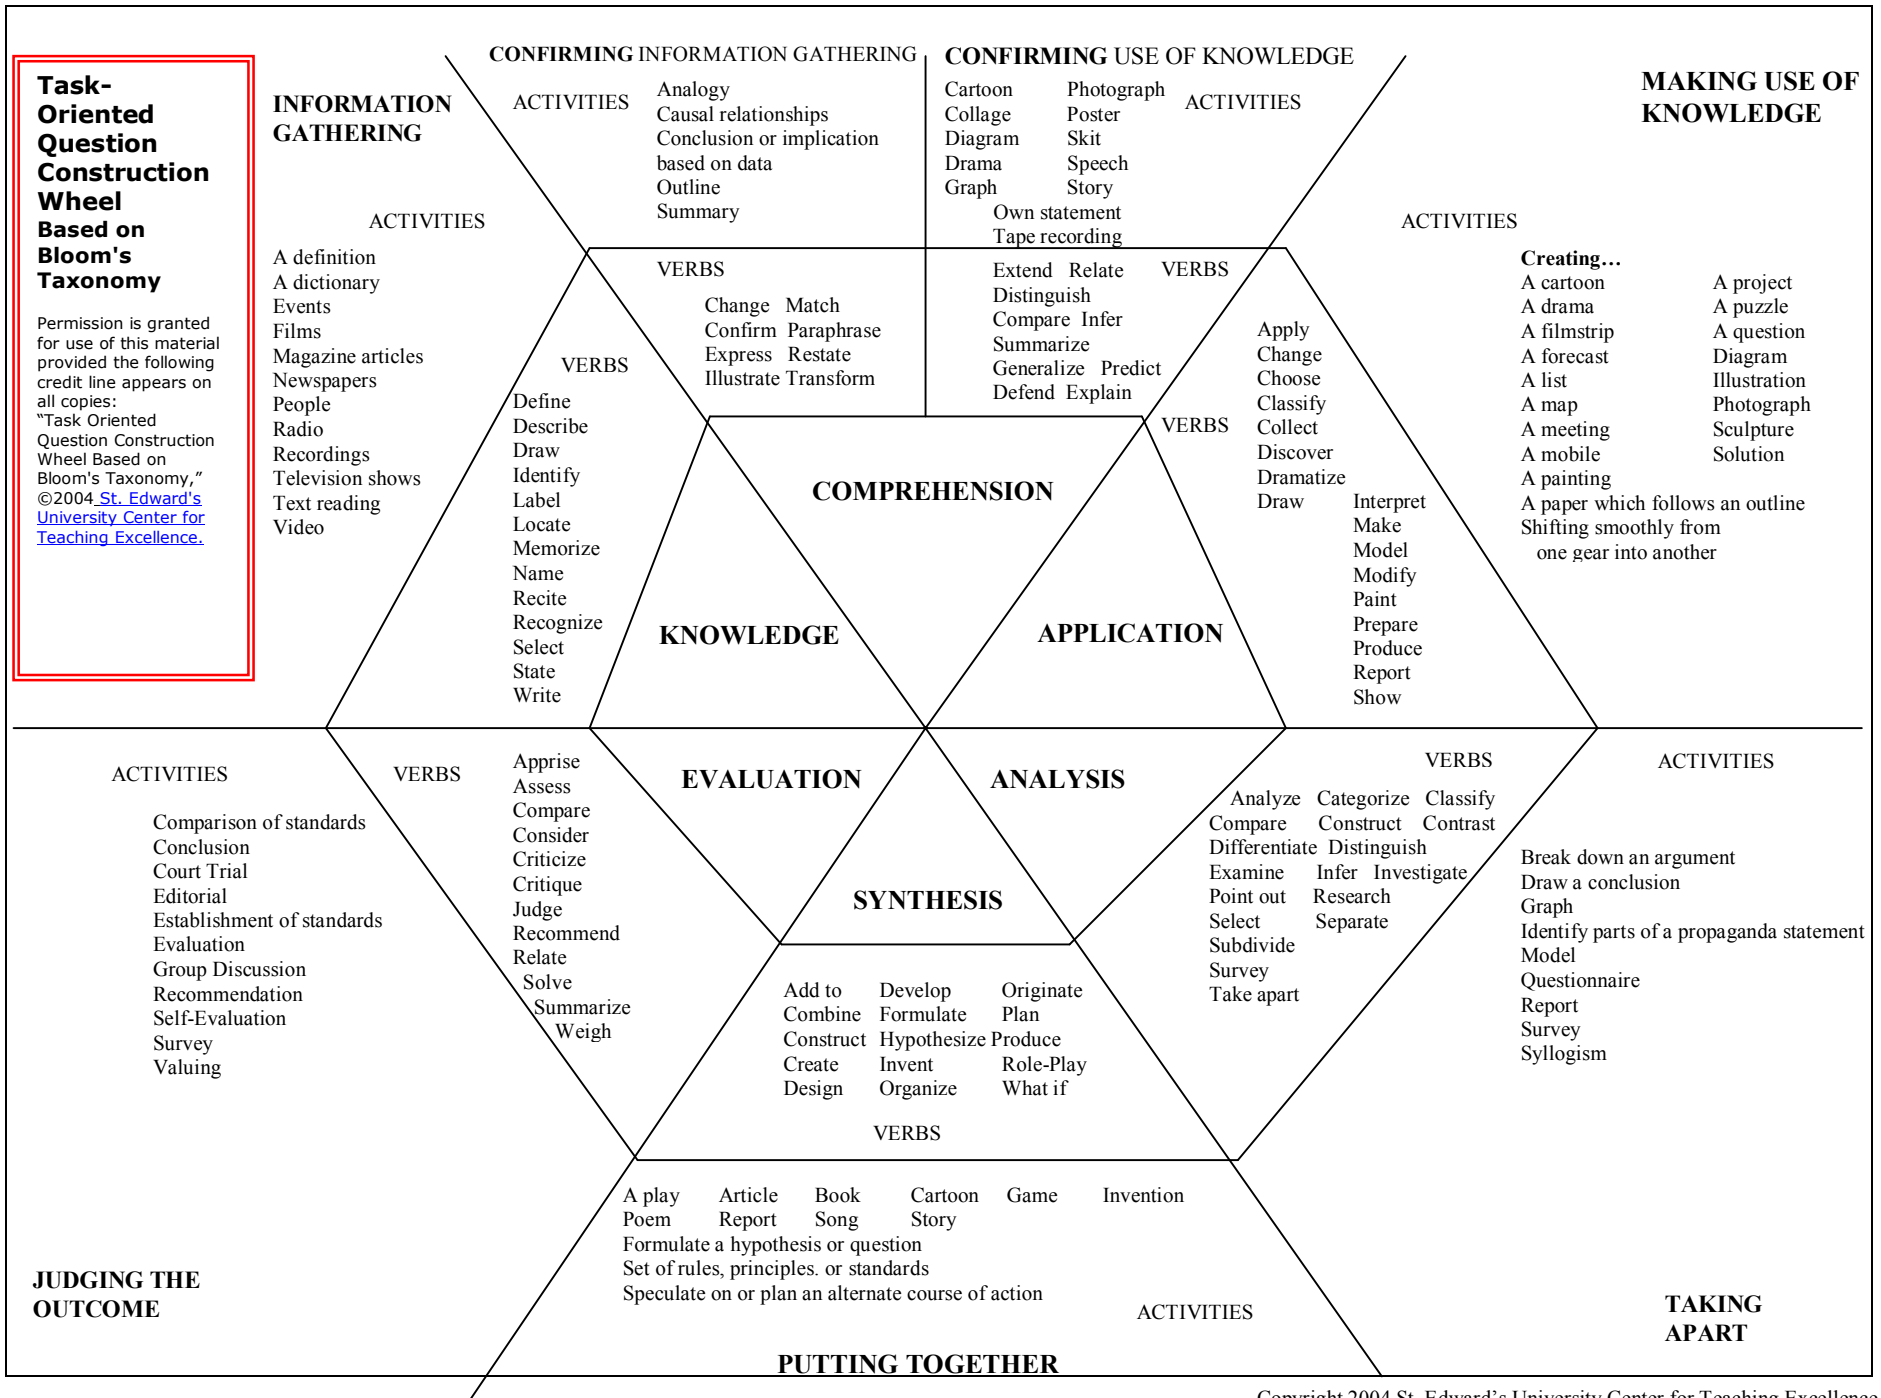 Task-
Oriented
Question
Construction
Wheel
Based on
Bloom's
Taxonomy
Permission is granted
for use of this material
provided the following
credit line appears on
all copies:
“Task Oriented
Question Construction
Wheel Based on
Bloom's Taxonomy,”
©2004 St. Edward's
University Center for
Teaching Excellence.
INFORMATION
GATHERING
ACTIVITIES
A definition
A dictionary
Events
Films
Magazine articles
Newspapers
People
Radio
Recordings
Television shows
Text reading
Video
VERBS
Define
Describe
Draw
Identify
Label
Locate
Memorize
Name
Recite
Recognize
Select
State
Write
KNOWLEDGE
CONFIRMING INFORMATION GATHERING
ACTIVITIES
Analogy
Causal relationships
Conclusion or implication
based on data
Outline
Summary
VERBS
Change Match
Confirm Paraphrase
Express Restate
Illustrate Transform
CONFIRMING USE OF KNOWLEDGE
Cartoon Photograph
ACTIVITIES
Collage Poster
Diagram Skit
Drama Speech
Graph Story
Own statement
Tape recording
Extend Relate
VERBS
Distinguish
Compare Infer
Summarize
Generalize Predict
Defend Explain
COMPREHENSION
MAKING USE OF
KNOWLEDGE
ACTIVITIES
Creating…
A cartoon A project
A drama A puzzle
A filmstrip A question
A forecast Diagram
A list Illustration
A map Photograph
A meeting Sculpture
A mobile Solution
A painting
A paper which follows an outline
Shifting smoothly from
one gear into another
VERBS
Apply
Change
Choose
Classify
Collect
Discover
Dramatize
Draw Interpret
Make
Model
Modify
Paint
Prepare
Produce
Report
Show
APPLICATION
ACTIVITIES
Comparison of standards
Conclusion
Court Trial
Editorial
Establishment of standards
Evaluation
Group Discussion
Recommendation
Self-Evaluation
Survey
Valuing
VERBS
Apprise
Assess
Compare
Consider
Criticize
Critique
Judge
Recommend
Relate
Solve
Summarize
Weigh
EVALUATION
JUDGING THE
OUTCOME
ANALYSIS
VERBS
Analyze Categorize Classify
Compare Construct Contrast
Differentiate Distinguish
Examine Infer Investigate
Point out Research
Select Separate
Subdivide
Survey
Take apart
ACTIVITIES
Break down an argument
Draw a conclusion
Graph
Identify parts of a propaganda statement
Model
Questionnaire
Report
Survey
Syllogism
TAKING
APART
SYNTHESIS
Add to Develop Originate
Combine Formulate Plan
Construct Hypothesize Produce
Create Invent Role-Play
Design Organize What if
VERBS
A play Article Book Cartoon Game Invention
Poem Report Song Story
Formulate a hypothesis or question
Set of rules, principles. or standards
Speculate on or plan an alternate course of action
ACTIVITIES
PUTTING TOGETHER
Copyright 2004 St. Edward’s University Center for Teaching Excellence